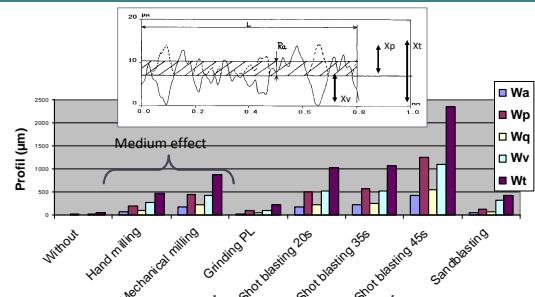 20 µm
L
Ra
Xp
Xt
10
Xv
0
0.0 0.2 0.4 0.6 0.8 1.0
mm
Profil (µm)
2500
2000
1500
1000
500
0
Medium effect
Wa
Wp
Wq
Wv
Wt
Without
Hand milling
Mechanical milling
Grinding PL
Shot blasting 20s
Shot blasting 35s
Shot blasting 45s
Sandblasting